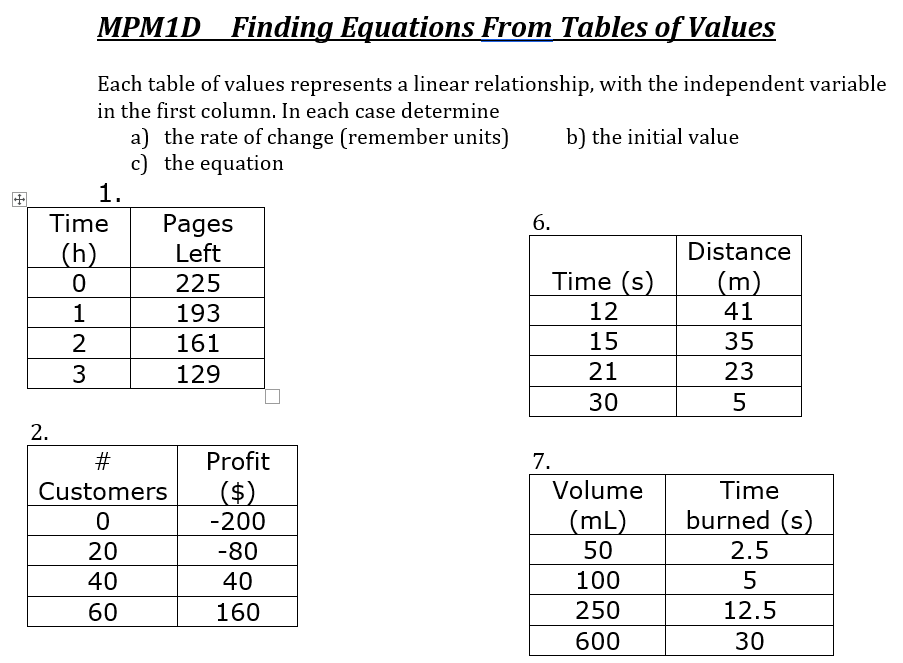 MPM1D Finding Equations From Tables of Values
Each table of values represents a linear relationship, with the independent variable
in the first column. In each case determine
a) the rate of change (remember units) b) the initial value
c) the equation
1.
Time Pages
(h) Left
0 225
1 193
2 161
3 129
2.
# Profit
Customers ($)
0 -200
20 -80
40 40
60 160
6.
Distance
Time (s) (m)
12 41
15 35
21 23
30 5
7.
Volume Time
(mL) burned (s)
50 2.5
100 5
250 12.5
600 30